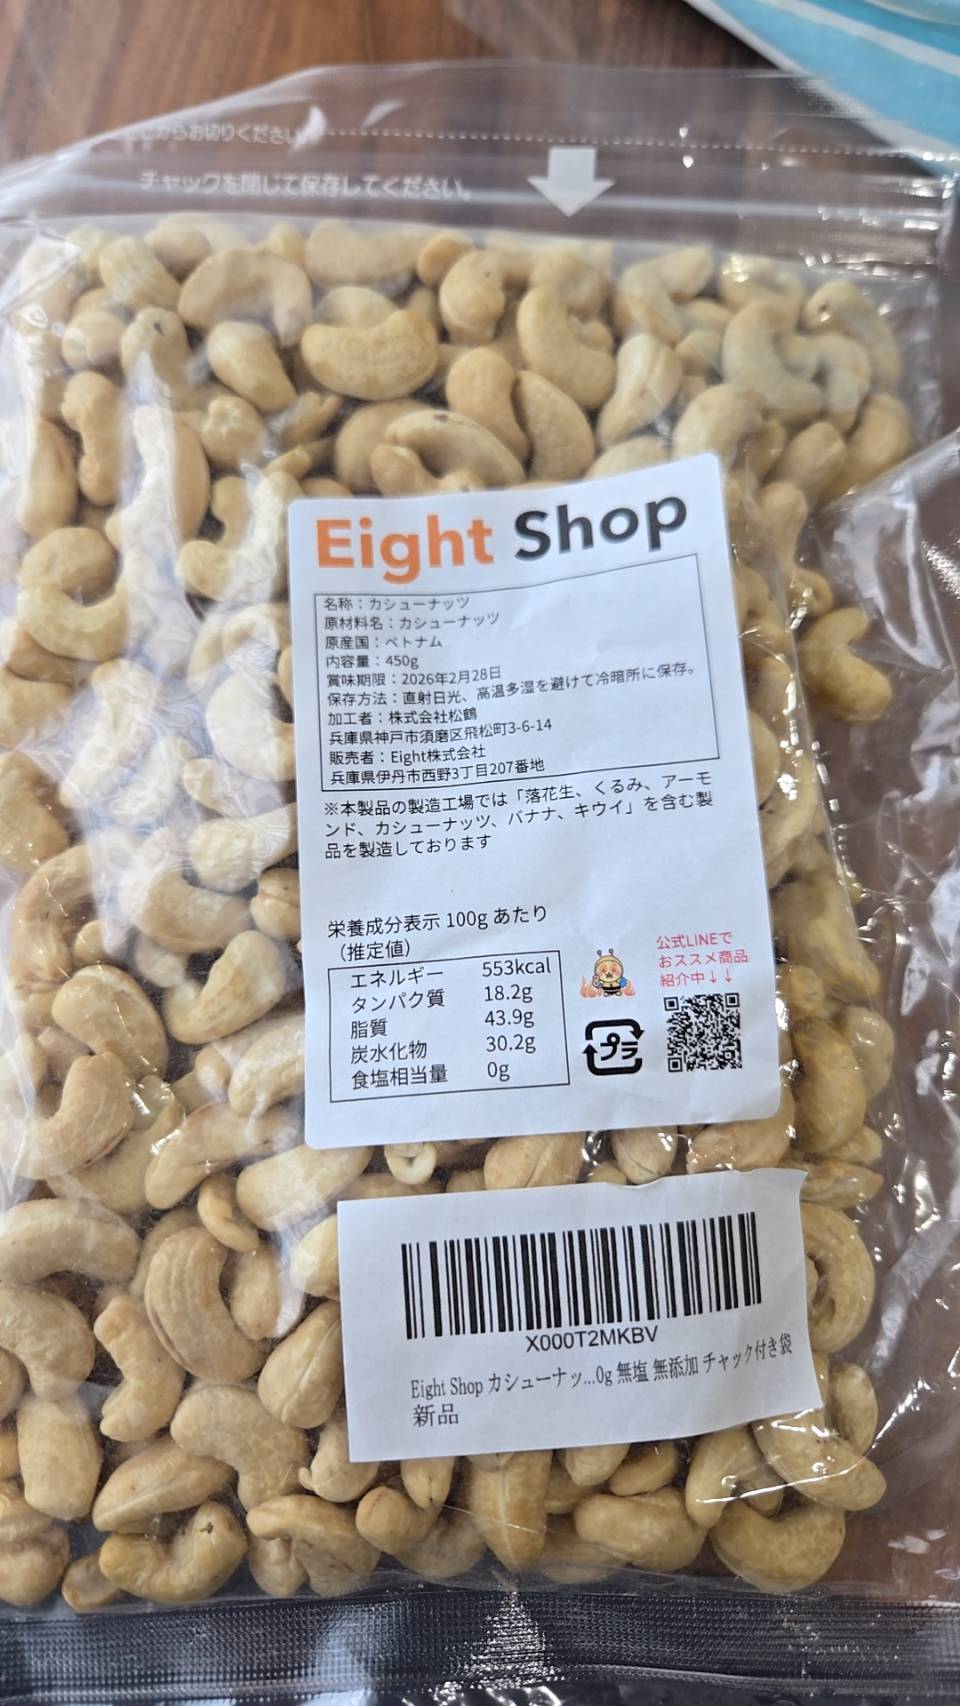 ここからお切りください
チャックを閉じて保存してください。
Eight Shop
名称：カシューナッツ
原材料名：カシューナッツ
原産国：ベトナム
内容量：450g
賞味期限：2026年2月28日
保存方法：直射日光、高温多湿を避けて冷暗所に保存。
加工者：株式会社松鶴
兵庫県神戸市須磨区飛松町3-6-14
販売者：Eight株式会社
兵庫県伊丹市西野3丁目207番地
※本製品の製造工場では「落花生、くるみ、アーモ
ンド、カシューナッツ、バナナ、キウイ」を含む製
品を製造しております
栄養成分表示 100g あたり
（推定値）
エネルギー 553kcal
タンパク質 18.2g
脂質 43.9g
炭水化物 30.2g
食塩相当量 0g
公式LINEで
おススメ商品
紹介中↓↓
プラ
X000T2MKBV
Eight Shop カシューナッ...0g 無塩 無添加 チャック付き袋
新品